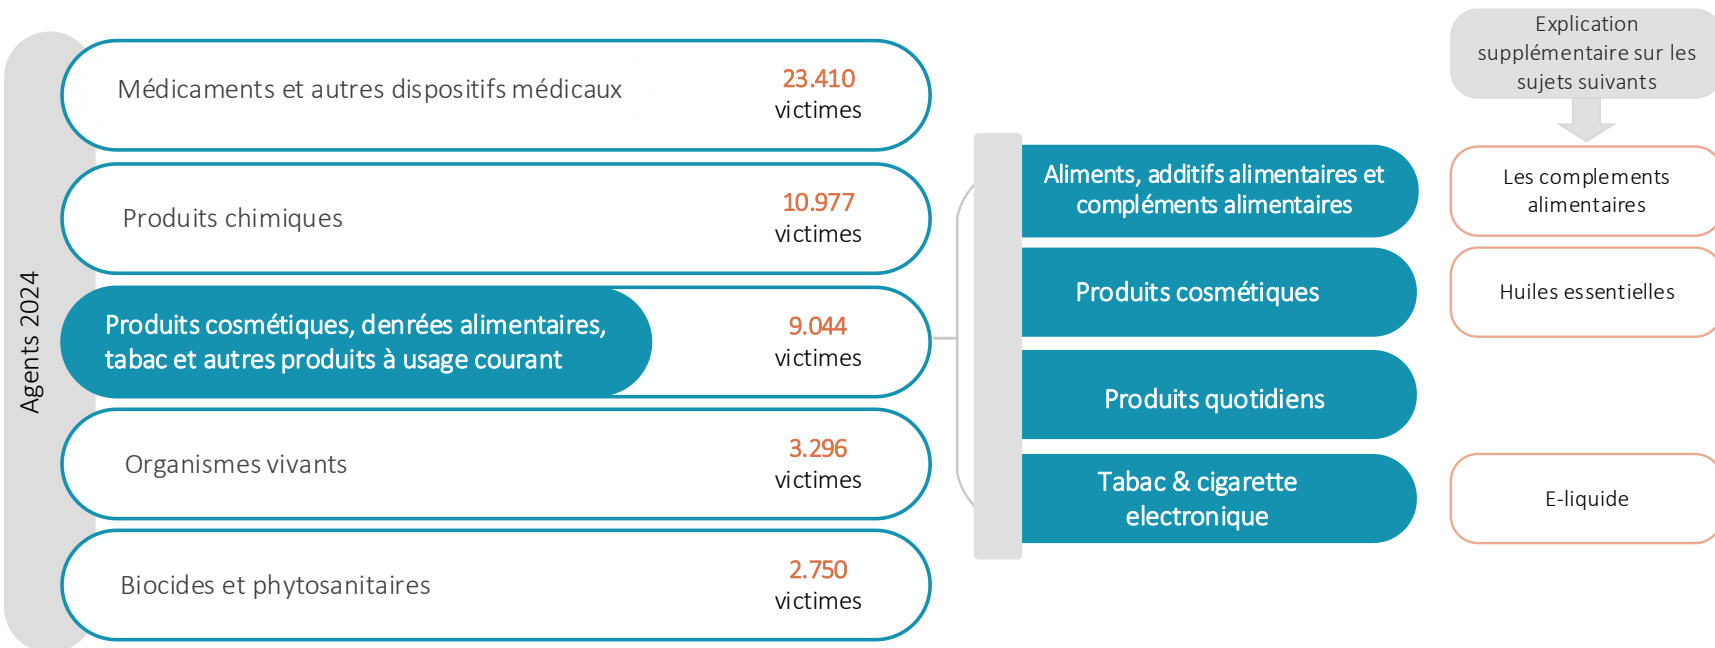 Agents 2024
Médicaments et autres dispositifs médicaux
23.410
victimes
Produits chimiques
10.977
victimes
Produits cosmétiques, denrées alimentaires,
tabac et autres produits à usage courant
9.044
victimes
Organismes vivants
3.296
victimes
Biocides et phytosanitaires
2.750
victimes
Aliments, additifs alimentaires et
compléments alimentaires
Produits cosmétiques
Produits quotidiens
Tabac & cigarette
electronique
Explication
supplémentaire sur les
sujets suivants
Les complements
alimentaires
Huiles essentielles
E-liquide